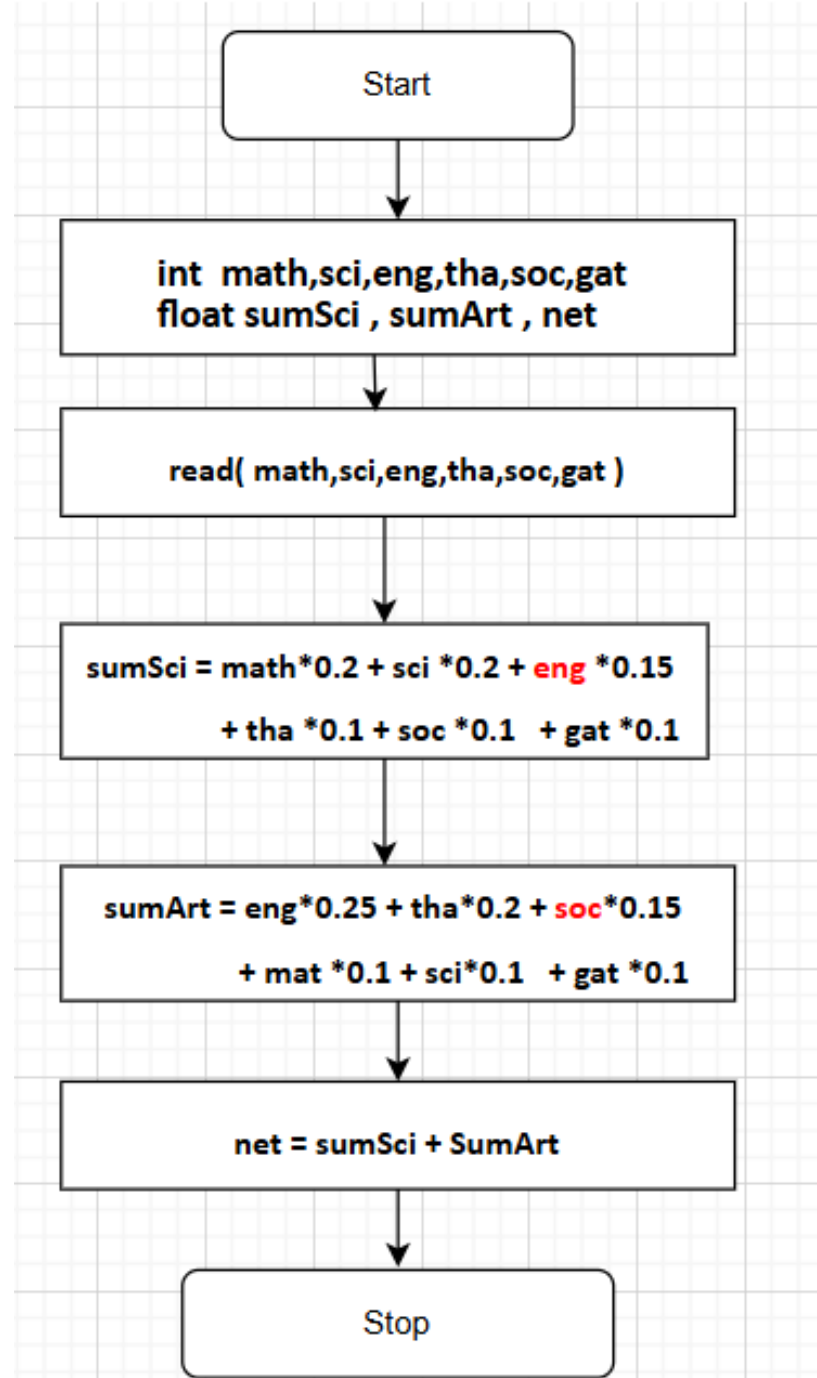 Start
int  math,sci,eng,tha,soc,gat
float sumSci , sumArt , net
read( math,sci,eng,tha,soc,gat )
sumSci = math*0.2 + sci *0.2 + eng *0.15
+ tha *0.1 + soc *0.1  + gat *0.1
sumArt = eng*0.25 + tha*0.2 + soc*0.15
+ mat *0.1 + sci*0.1  + gat *0.1
net = sumSci + SumArt
Stop